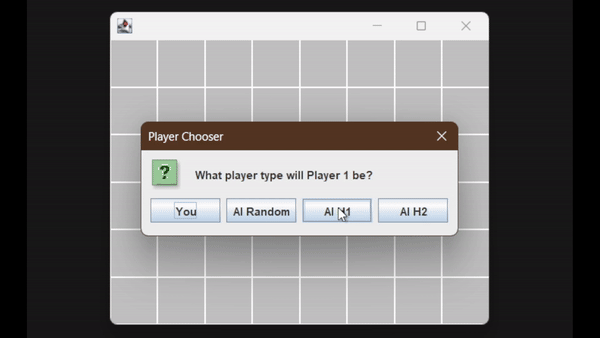 Player Chooser
?
What player type will Player 1 be?
You
AI Random
AI H1
AI H2